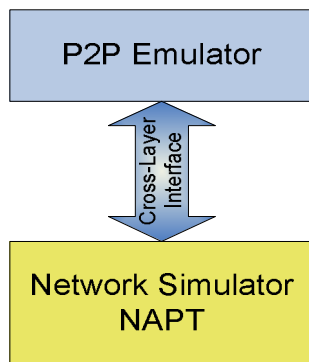 P2P Emulator
Cross-Layer
Interface
Network Simulator
NAPT